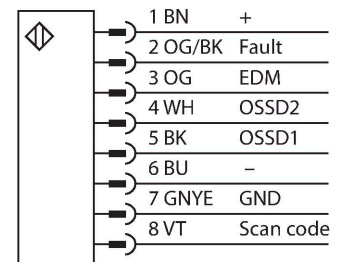 1 BN +
2 OG/BK Fault
3 OG EDM
4 WH OSSD2
5 BK OSSD1
6 BU –
7 GNYE GND
8 VT Scan code